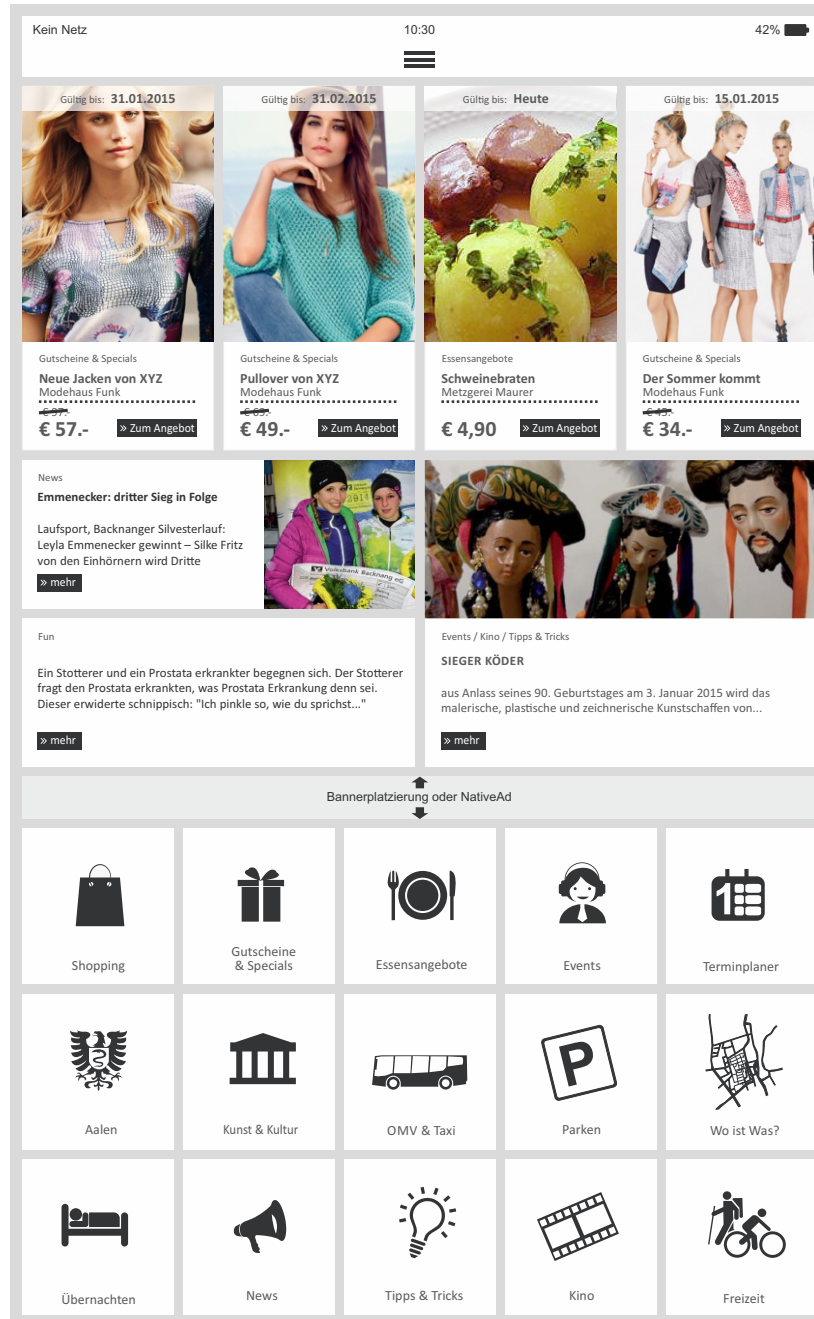 Kein Netz
10:30
42%
Gültig bis: 31.01.2015
Gültig bis: 31.02.2015
Gültig bis: Heute
Gültig bis: 15.01.2015
Gutscheine & Specials
Neue Jacken von XYZ
Modehaus Funk
€ 97.-
€ 57.-
» Zum Angebot
Gutscheine & Specials
Pullover von XYZ
Modehaus Funk
€ 69.-
€ 49.-
» Zum Angebot
Essensangebote
Schweinebraten
Metzgerei Maurer
€ 4,90
» Zum Angebot
Gutscheine & Specials
Der Sommer kommt
Modehaus Funk
€ 45.-
€ 34.-
» Zum Angebot
News
Emmenecker: dritter Sieg in Folge
Laufsport, Backnanger Silvesterlauf:
Leyla Emmenecker gewinnt – Silke Fritz
von den Einhörnern wird Dritte
» mehr
2014
Volksbank Backnang eG
Fun
Ein Stotterer und ein Prostata erkrankter begegnen sich. Der Stotterer
fragt den Prostata erkrankten, was Prostata Erkrankung denn sei.
Dieser erwiderte schnippisch: "Ich pinkle so, wie du sprichst..."
» mehr
Events / Kino / Tipps & Tricks
SIEGER KÖDER
aus Anlass seines 90. Geburtstages am 3. Januar 2015 wird das
malerische, plastische und zeichnerische Kunstschaffen von...
» mehr
Bannerplatzierung oder NativeAd
Shopping
Gutscheine
& Specials
Essensangebote
Events
1
Terminplaner
Aalen
Kunst & Kultur
OMV & Taxi
P
Parken
Wo ist Was?
Übernachten
News
Tipps & Tricks
Kino
Freizeit